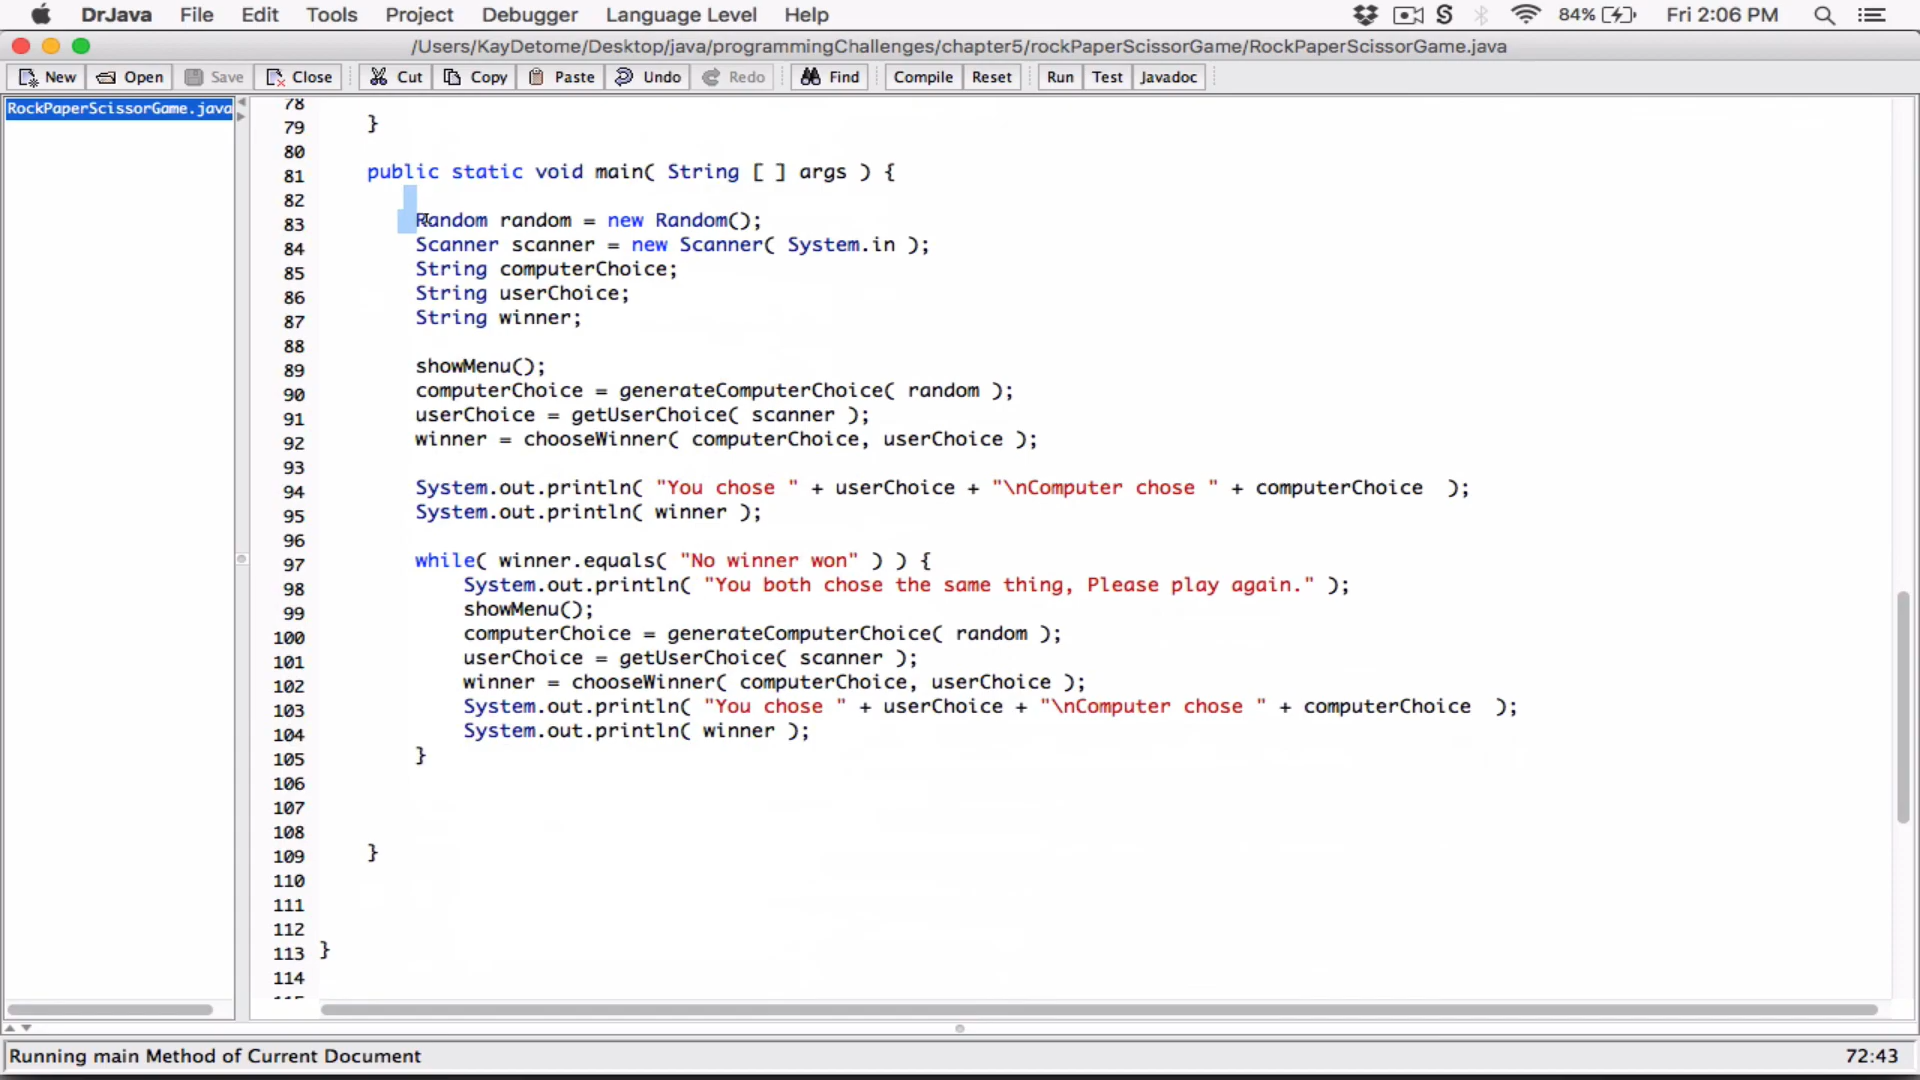 DrJava File Edit Tools Project Debugger Language Level Help 84% Fri 2:06 PM
/Users/KayDetome/Desktop/java/programmingChallenges/chapter5/rockPaperScissorGame/RockPaperScissorGame.java
New Open Save Close Cut Copy Paste Undo Redo Find Compile Reset Run Test Javadoc
RockPaperScissorGame.java
78
79 }
80
81 public static void main( String [ ] args ) {
82
83 Random random = new Random();
84 Scanner scanner = new Scanner( System.in );
85 String computerChoice;
86 String userChoice;
87 String winner;
88
89 showMenu();
90 computerChoice = generateComputerChoice( random );
91 userChoice = getUserChoice( scanner );
92 winner = chooseWinner( computerChoice, userChoice );
93
94 System.out.println( "You chose " + userChoice + "\nComputer chose " + computerChoice  );
95 System.out.println( winner );
96
97 while( winner.equals( "No winner won" ) ) {
98 System.out.println( "You both chose the same thing, Please play again." );
99 showMenu();
100 computerChoice = generateComputerChoice( random );
101 userChoice = getUserChoice( scanner );
102 winner = chooseWinner( computerChoice, userChoice );
103 System.out.println( "You chose " + userChoice + "\nComputer chose " + computerChoice  );
104 System.out.println( winner );
105 }
106
107
108
109 }
110
111
112
113 }
114
Running main Method of Current Document 72:43